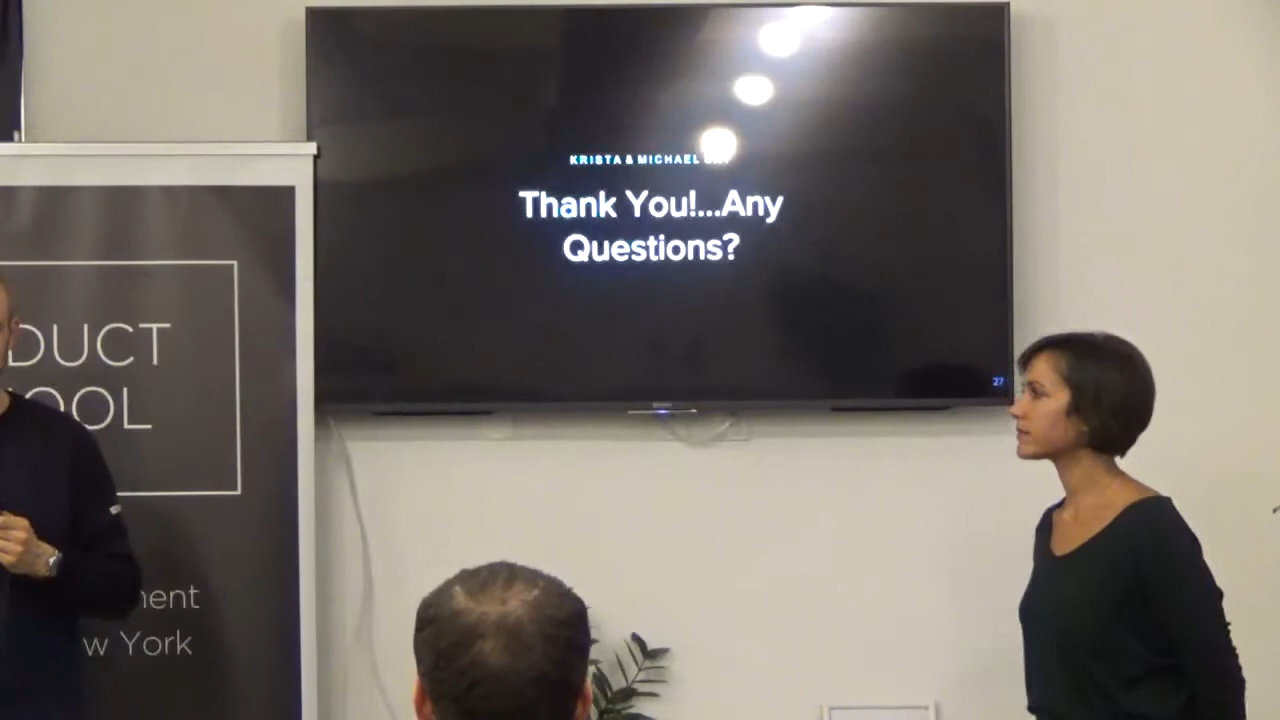 KRISTA & MICHAEL
Thank You!...Any
Questions?
27
DUCT
OOL
ment
w York